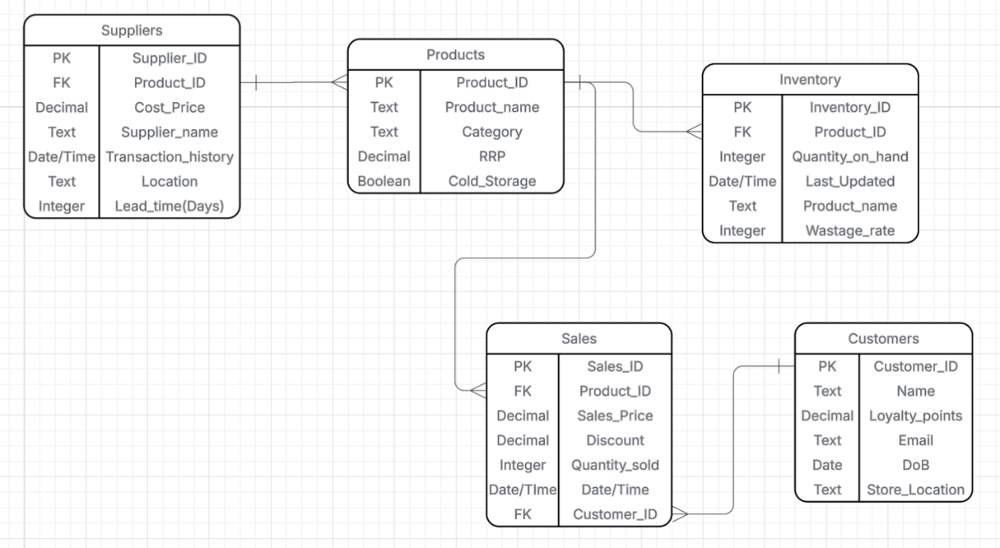 Suppliers
PK Supplier_ID
FK Product_ID
Decimal Cost_Price
Text Supplier_name
Date/Time Transaction_history
Text Location
Integer Lead_time(Days)
Products
PK Product_ID
Text Product_name
Text Category
Decimal RRP
Boolean Cold_Storage
Inventory
PK Inventory_ID
FK Product_ID
Integer Quantity_on_hand
Date/Time Last_Updated
Text Product_name
Integer Wastage_rate
Sales
PK Sales_ID
FK Product_ID
Decimal Sales_Price
Decimal Discount
Integer Quantity_sold
Date/TIme Date/Time
FK Customer_ID
Customers
PK Customer_ID
Text Name
Decimal Loyalty_points
Text Email
Date DoB
Text Store_Location